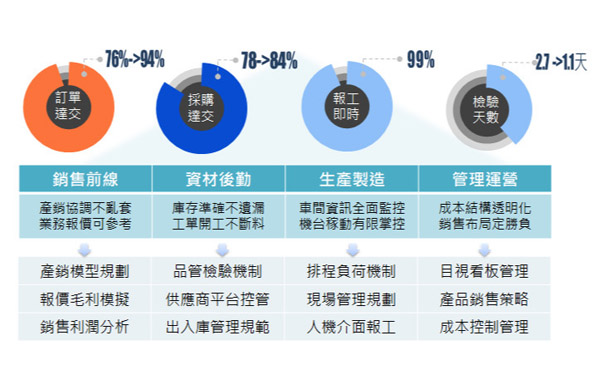 76%->94%
78->84%
99%
2.7 ->1.1天
訂單
達交
採購
達交
報工
即時
檢驗
天數
銷售前線
資材後勤
生產製造
管理運營
產銷協調不亂套
業務報價可參考
庫存準確不遺漏
工單開工不斷料
車間資訊全面監控
機台稼動有限掌控
成本結構透明化
銷售布局定勝負
產銷模型規劃
品管檢驗機制
排程負荷機制
目視看板管理
報價毛利模擬
供應商平台控管
現場管理規劃
產品銷售策略
銷售利潤分析
出入庫管理規範
人機介面報工
成本控制管理